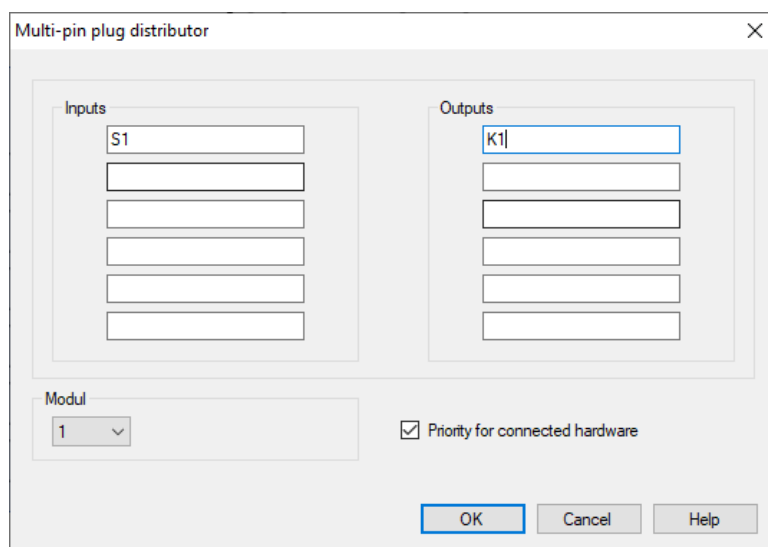 Multi-pin plug distributor
Inputs
Outputs
S1
K1
Modul
1
Priority for connected hardware
OK
Cancel
Help